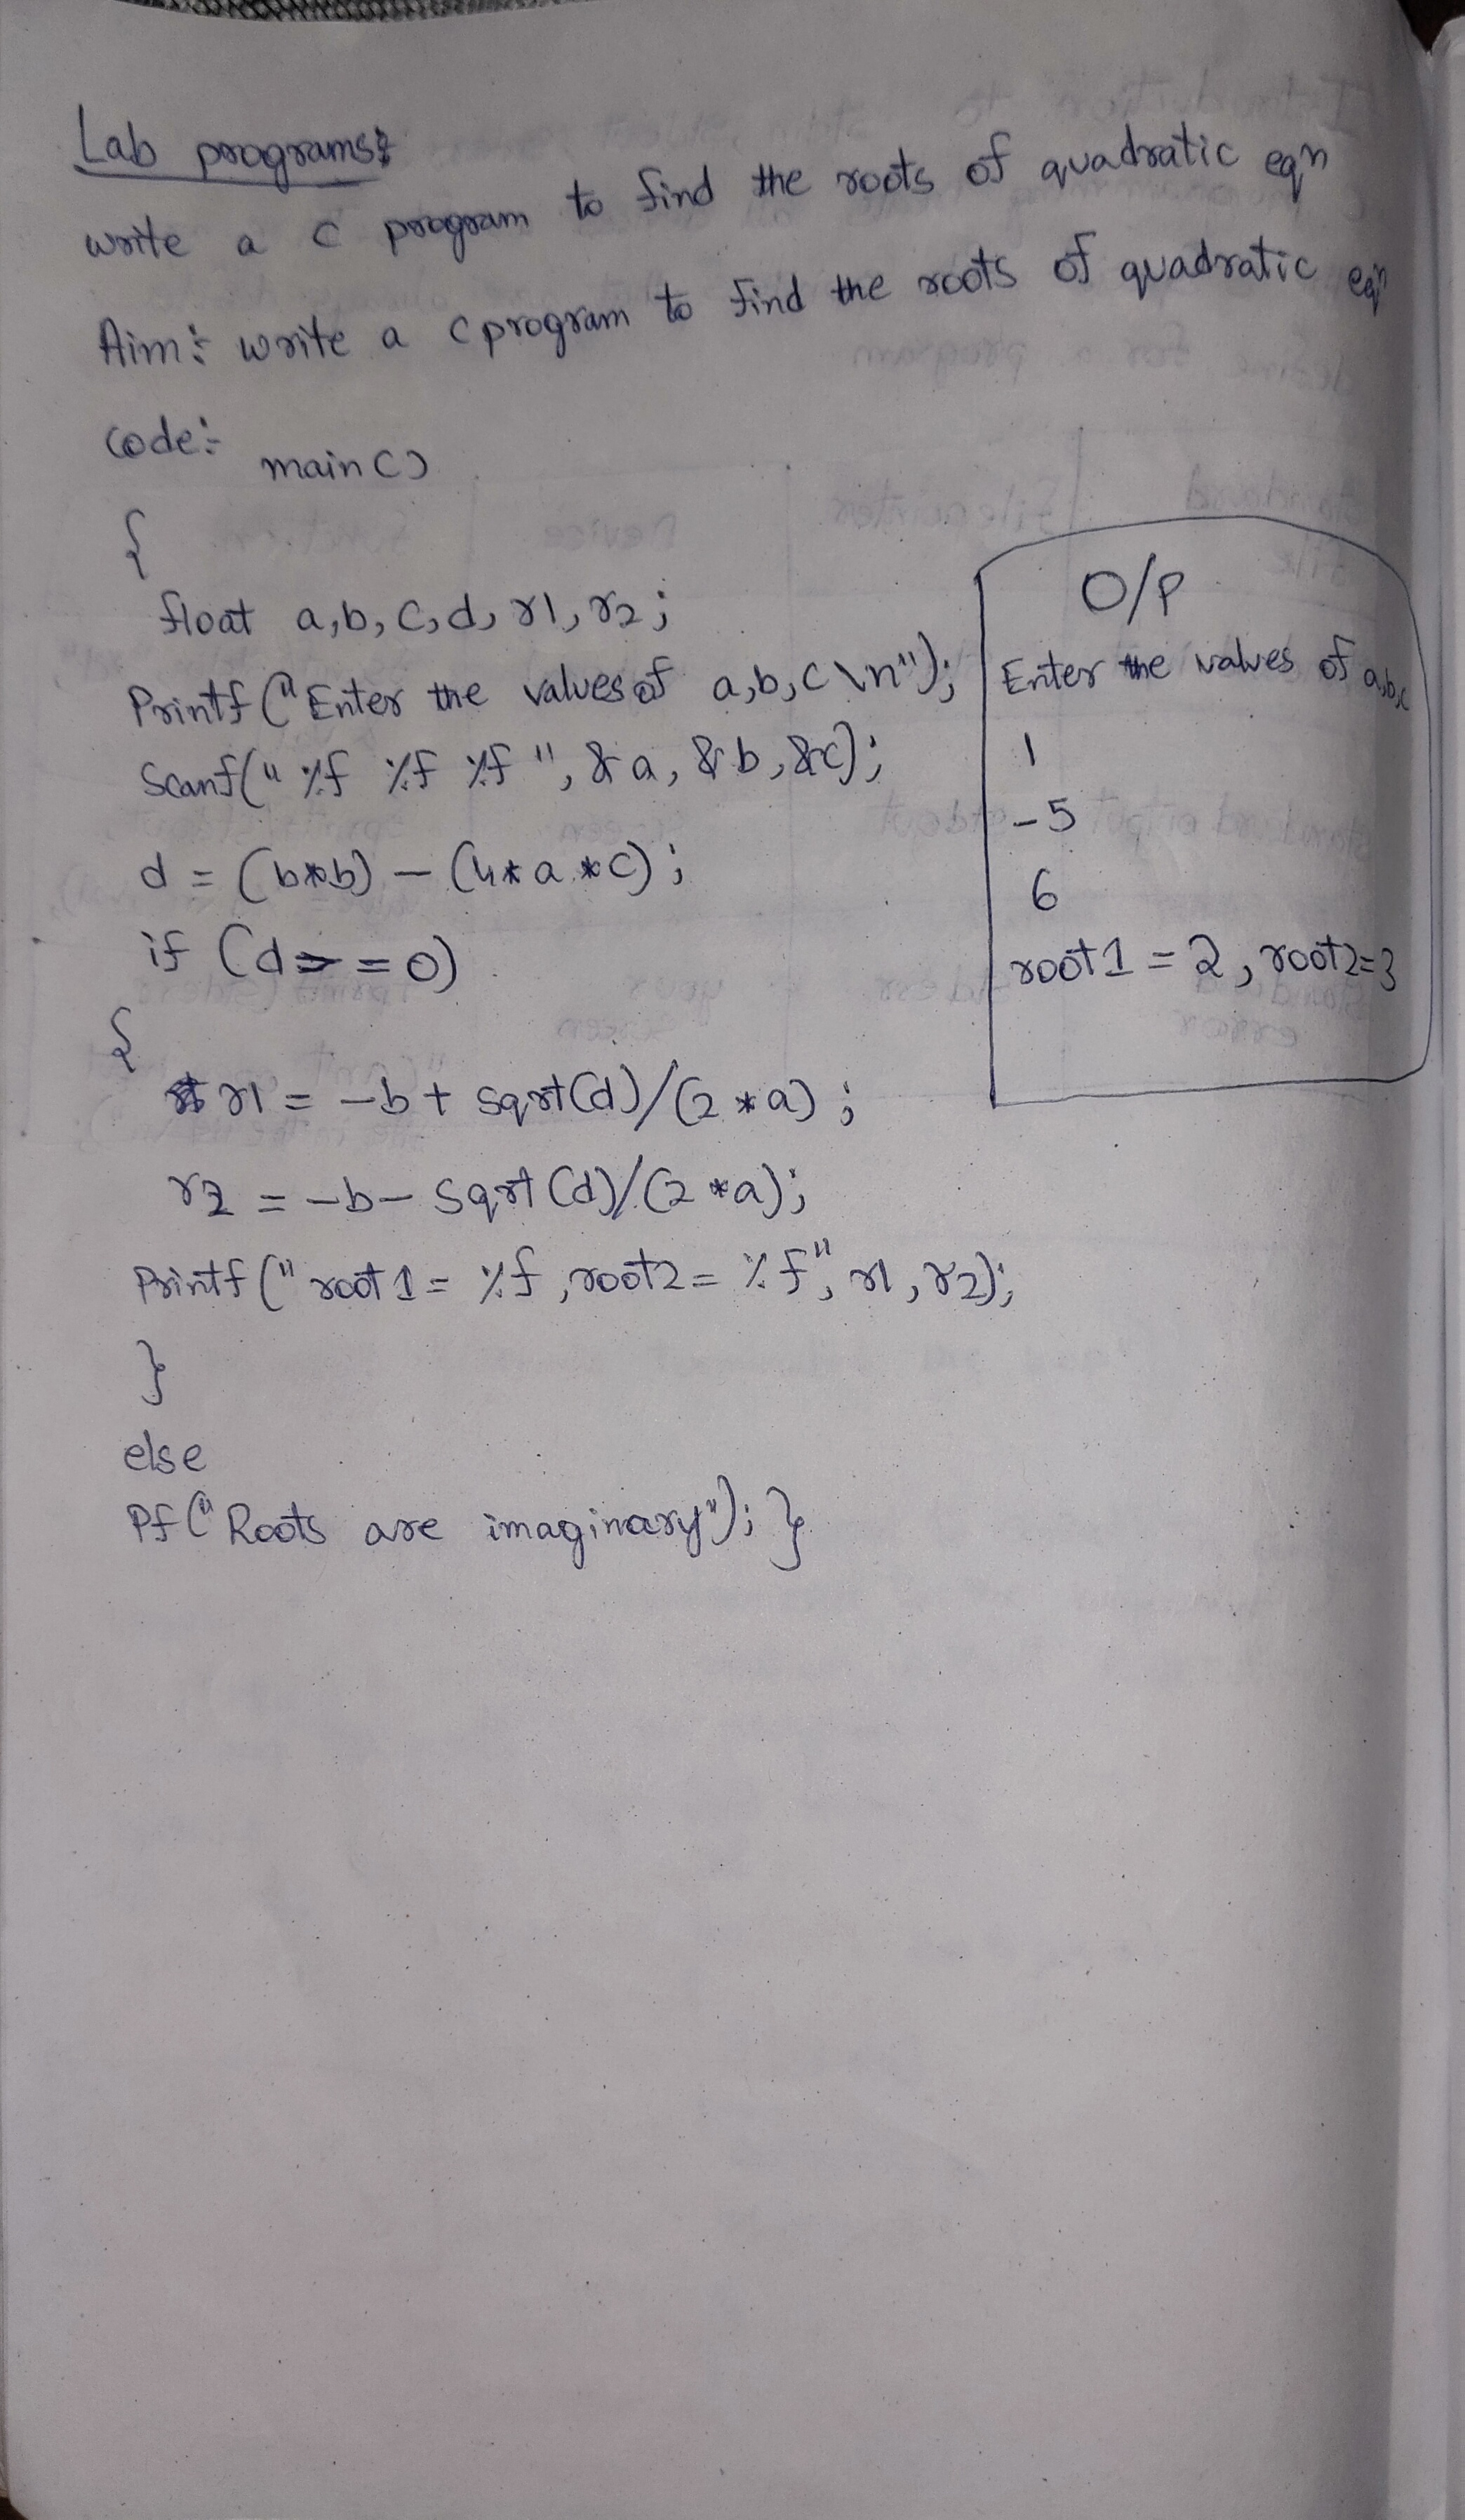 Lab programs:
write a C program to find the roots of quadratic eqn
Aim: write a C program to find the roots of quadratic eqn
code:-
main()
{
float a,b,c,d,r1,r2;
Printf("Enter the values of a,b,c \n");
Scanf("%f %f %f", &a, &b, &c);
d = (b*b) - (4*a*c);
if (d>=0)
{
r1 = -b + sqrt(d)/(2*a);
r2 = -b - sqrt(d)/(2*a);
Printf("root1 = %f, root2 = %f", r1, r2);
}
else
Pf("Roots are imaginary"); }
O/P
Enter the values of a,b,c
1
-5
6
root1 = 2, root2=3